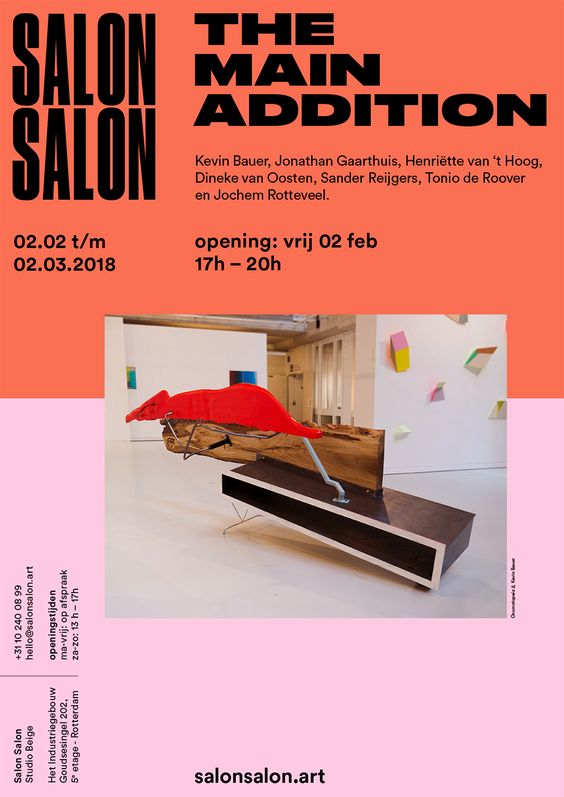 SALON
SALON
THE
MAIN
ADDITION
Kevin Bauer, Jonathan Gaarthuis, Henriëtte van ‘t Hoog,
Dineke van Oosten, Sander Reijgers, Tonio de Roover
en Jochem Rotteveel.
02.02 t/m
02.03.2018
opening: vrij 02 feb
17h – 20h
+31 10 240 08 99
hello@salonsalon.art
openingstijden
ma-vrij: op afspraak
za-zo: 13 h – 17h
Salon Salon
Studio Beige
Het Industriegebouw
Goudsesingel 202,
5e etage - Rotterdam
Kevin Bauer
salonsalon.art